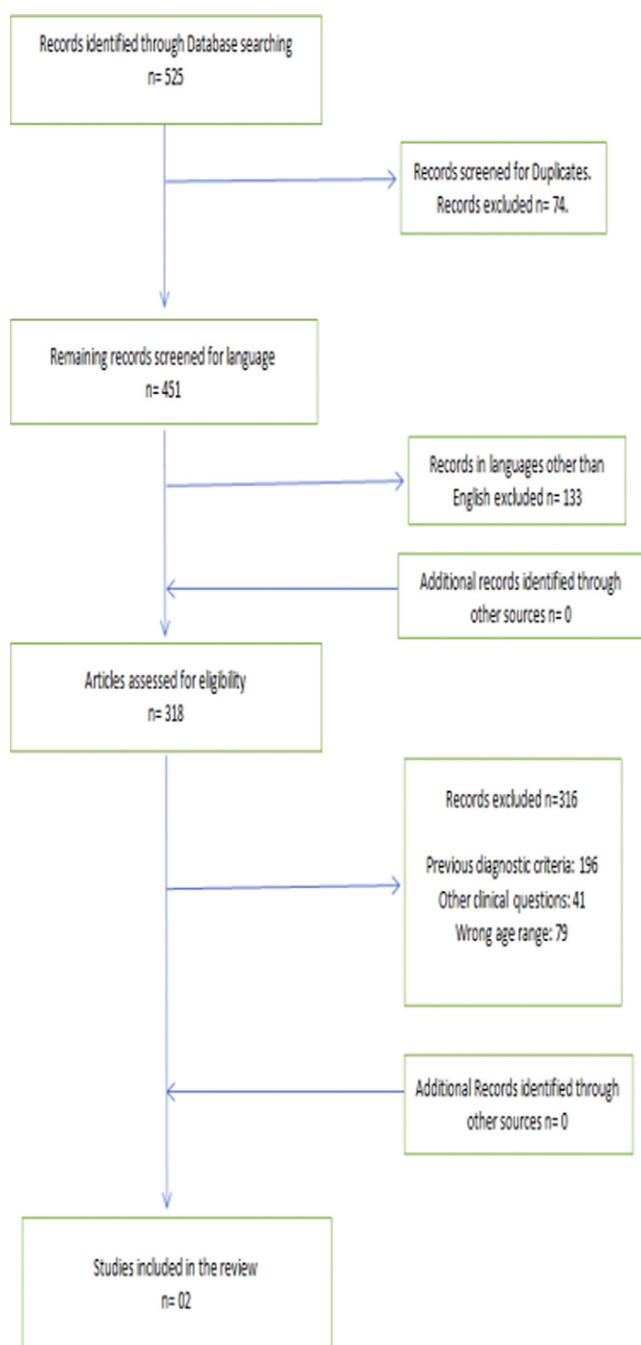 Records identified through Database searching
n= 525
Records screened for Duplicates.
Records excluded n= 74.
Remaining records screened for language
n= 451
Records in languages other than
English excluded n= 133
Additional records identified through
other sources n= 0
Articles assessed for eligibility
n= 318
Records excluded n=316
Previous diagnostic criteria: 196
Other clinical questions: 41
Wrong age range: 79
Additional Records identified through
other sources n= 0
Studies included in the review
n= 02